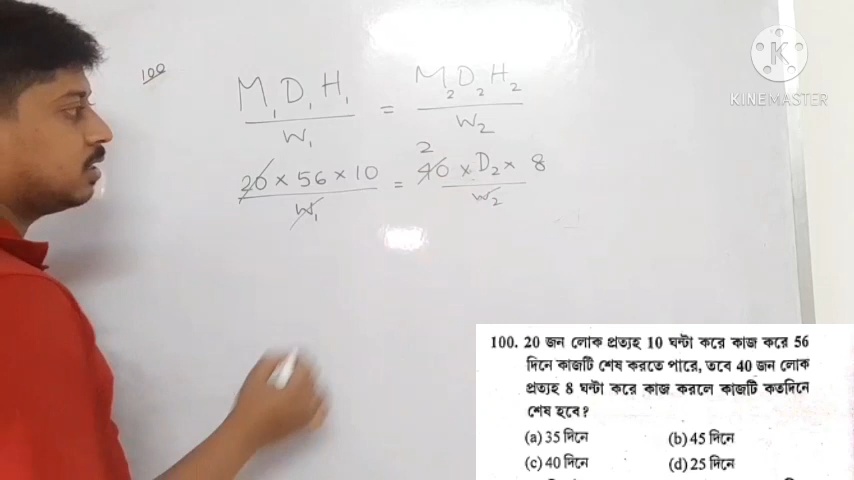 100
M₁D₁H₁ / W₁ = M₂D₂H₂ / W₂
2
20 × 56 × 10 / W₁ = 40 × D₂ × 8 / W₂
K
KINEMASTER
100. 20 জন লোক প্রত্যহ 10 ঘন্টা করে কাজ করে 56
দিনে কাজটি শেষ করতে পারে, তবে 40 জন লোক
প্রত্যহ 8 ঘন্টা করে কাজ করলে কাজটি কতদিনে
শেষ হবে?
(a) 35 দিনে (b) 45 দিনে
(c) 40 দিনে (d) 25 দিনে